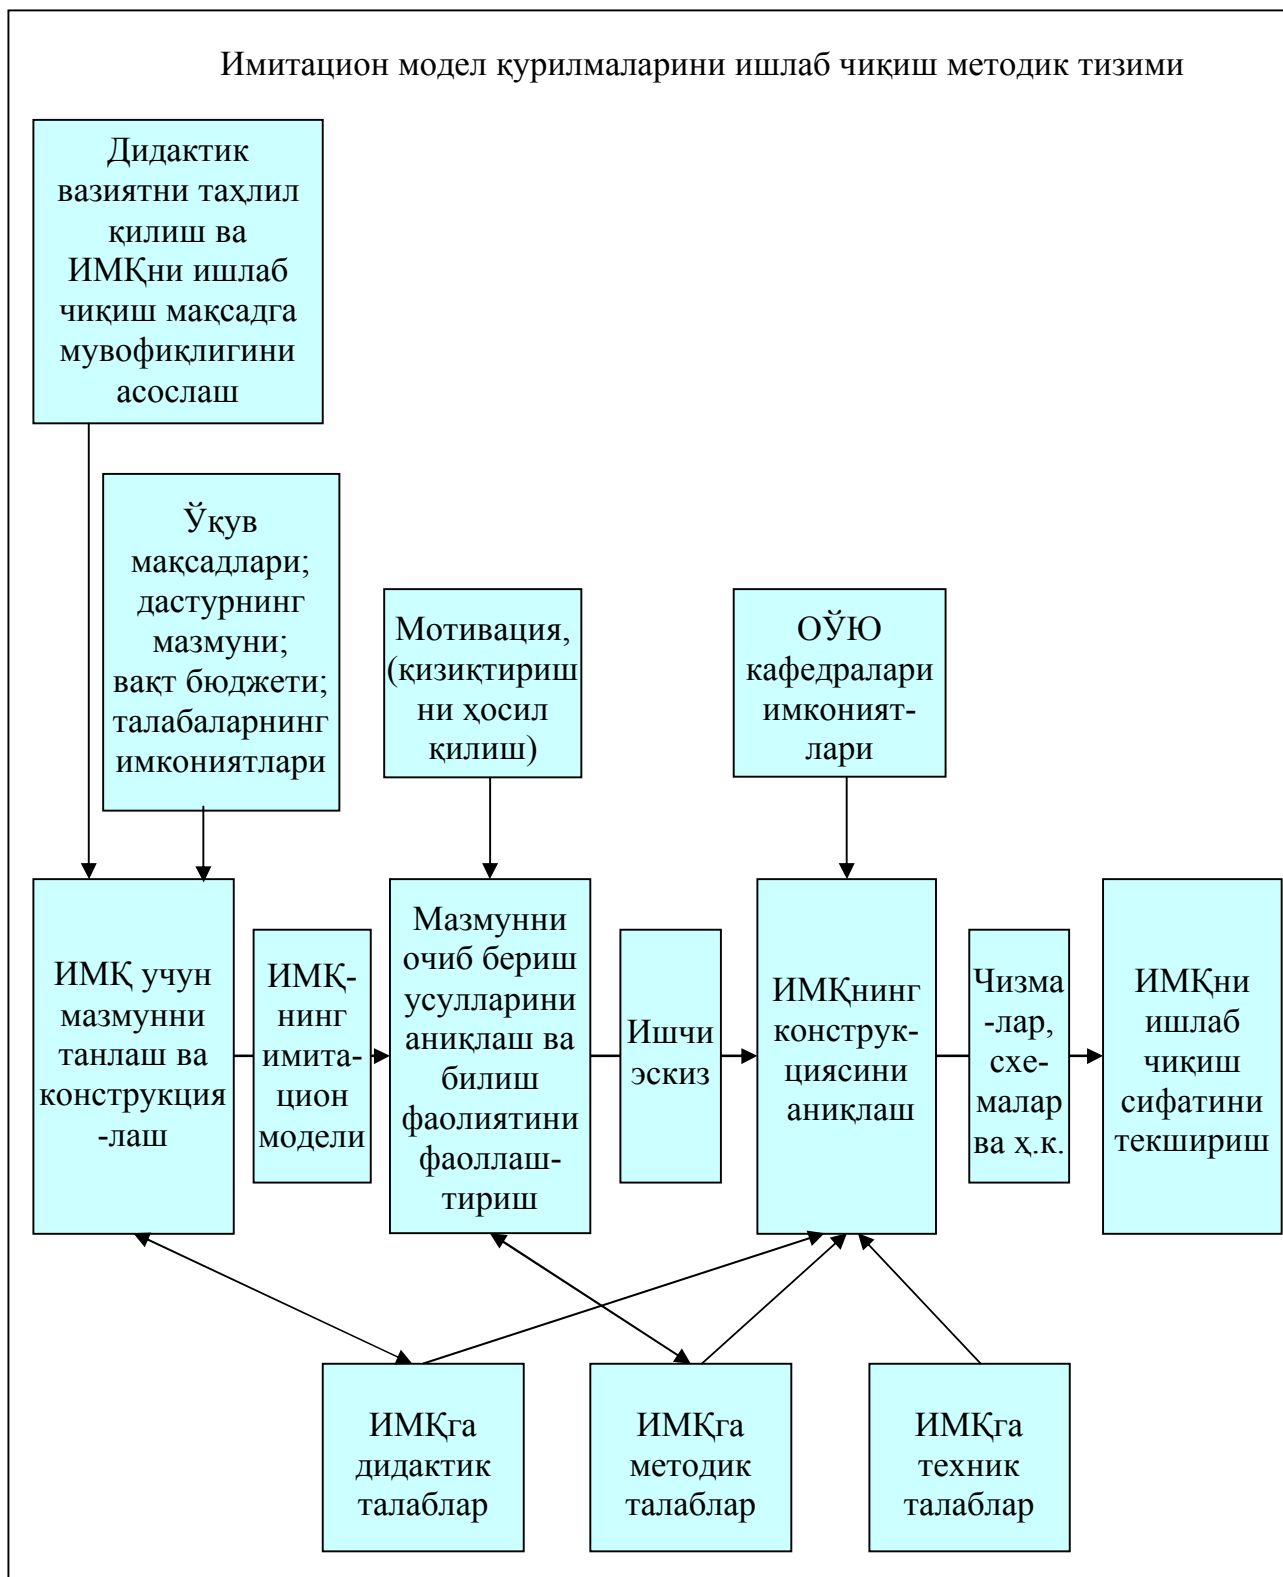 Имитацион модел қурилмаларини ишлаб чиқиш методик тизими
Дидактик
вазиятни таҳлил
қилиш ва
ИМҚни ишлаб
чиқиш мақсадга
мувофиқлигини
асослаш
Ўқув
мақсадлари;
дастурнинг
мазмуни;
вақт бюджети;
талабаларнинг
имкониятлари
Мотивация,
(қизиқтириш
ни ҳосил
қилиш)
ОЎЮ
кафедралари
имконият-
лари
ИМҚ учун
мазмунни
танлаш ва
конструкция
-лаш
ИМҚ-
нинг
имита-
цион
модели
Мазмунни
очиб бериш
усулларини
аниқлаш ва
билиш
фаолиятини
фаоллаш-
тириш
Ишчи
эскиз
ИМҚнинг
конструк-
циясини
аниқлаш
Чизма
-лар,
схе-
малар
ва ҳ.к.
ИМҚни
ишлаб
чиқиш
сифатини
текшириш
ИМҚга
дидактик
талаблар
ИМҚга
методик
талаблар
ИМҚга
техник
талаблар